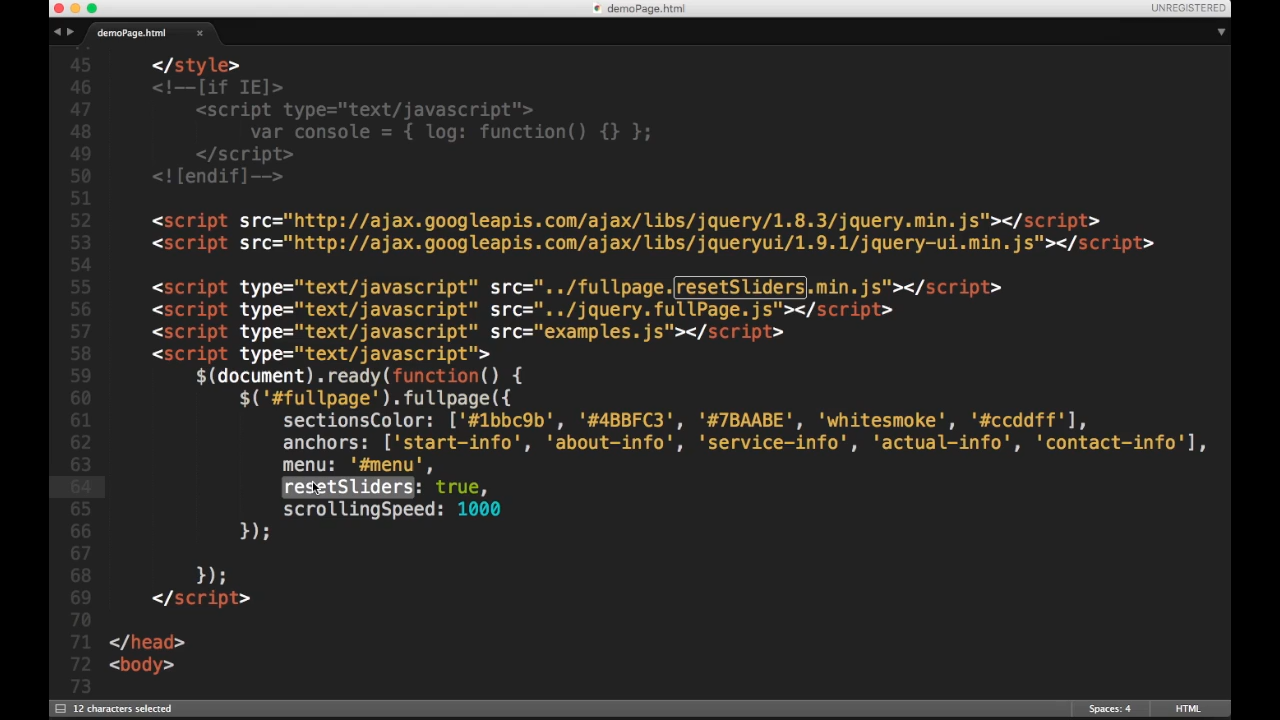 demoPage.html
UNREGISTERED
demoPage.html
45 </style>
46 <!--[if IE]>
47 <script type="text/javascript">
48 var console = { log: function() {} };
49 </script>
50 <![endif]-->
51
52 <script src="http://ajax.googleapis.com/ajax/libs/jquery/1.8.3/jquery.min.js"></script>
53 <script src="http://ajax.googleapis.com/ajax/libs/jqueryui/1.9.1/jquery-ui.min.js"></script>
54
55 <script type="text/javascript" src="../fullpage.resetSliders.min.js"></script>
56 <script type="text/javascript" src="../jquery.fullPage.js"></script>
57 <script type="text/javascript" src="examples.js"></script>
58 <script type="text/javascript">
59 $(document).ready(function() {
60 $('#fullpage').fullpage({
61 sectionsColor: ['#1bbc9b', '#4BBFC3', '#7BAABE', 'whitesmoke', '#ccddff'],
62 anchors: ['start-info', 'about-info', 'service-info', 'actual-info', 'contact-info'],
63 menu: '#menu',
64 resetSliders: true,
65 scrollingSpeed: 1000
66 });
67
68 });
69 </script>
70
71 </head>
72 <body>
73
12 characters selected
Spaces: 4
HTML